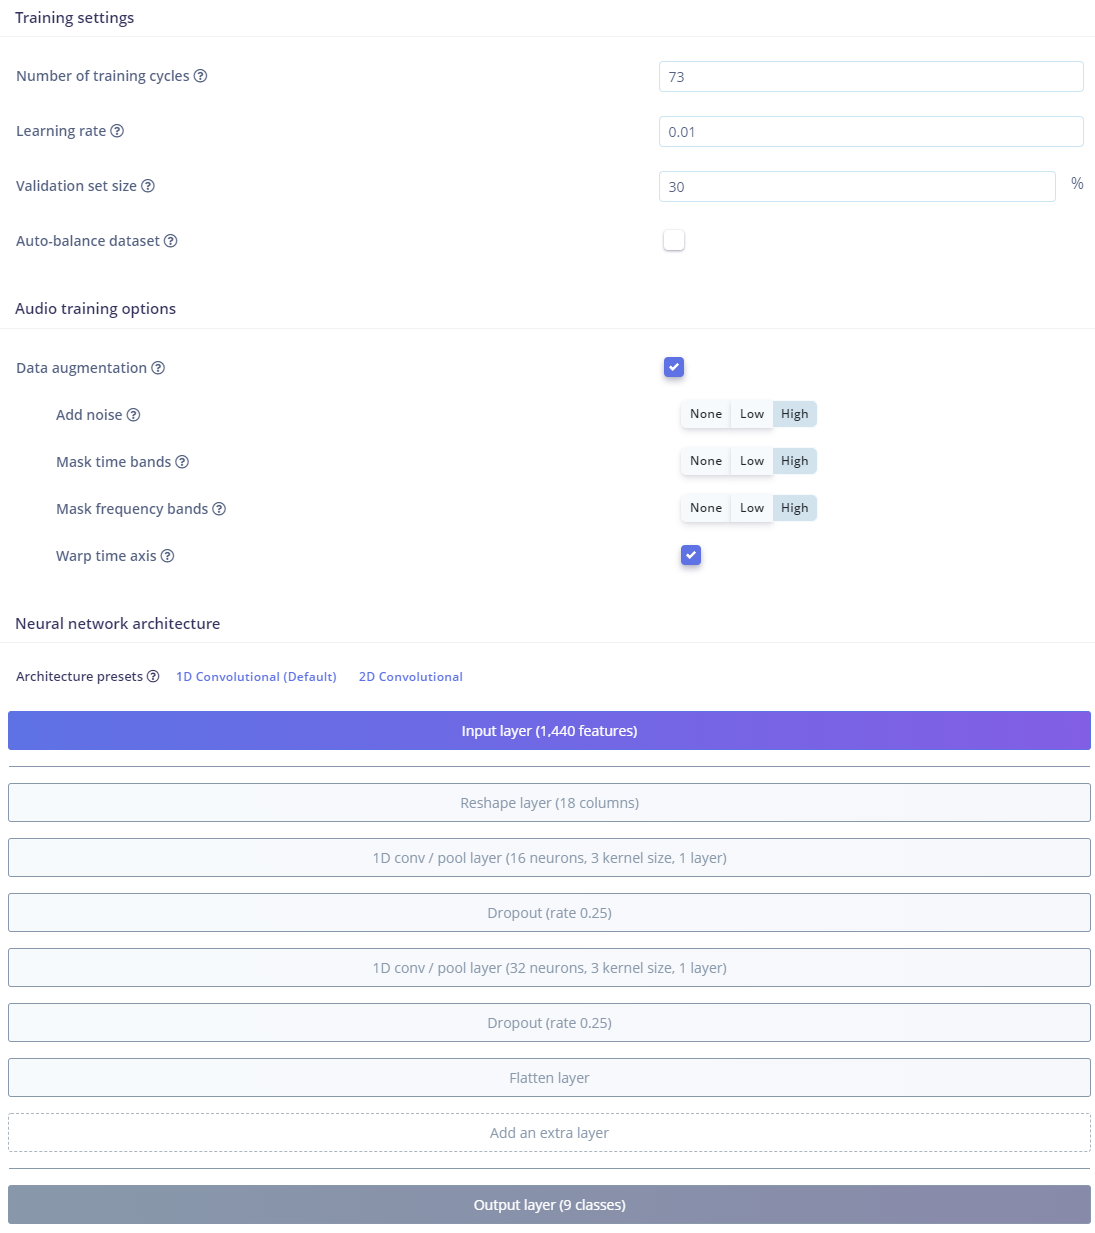 Training settings
Number of training cycles
73
Learning rate
0.01
Validation set size
30
%
Auto-balance dataset
Audio training options
Data augmentation
Add noise
None Low High
Mask time bands
None Low High
Mask frequency bands
None Low High
Warp time axis
Neural network architecture
Architecture presets 1D Convolutional (Default) 2D Convolutional
Input layer (1,440 features)
Reshape layer (18 columns)
1D conv / pool layer (16 neurons, 3 kernel size, 1 layer)
Dropout (rate 0.25)
1D conv / pool layer (32 neurons, 3 kernel size, 1 layer)
Dropout (rate 0.25)
Flatten layer
Add an extra layer
Output layer (9 classes)